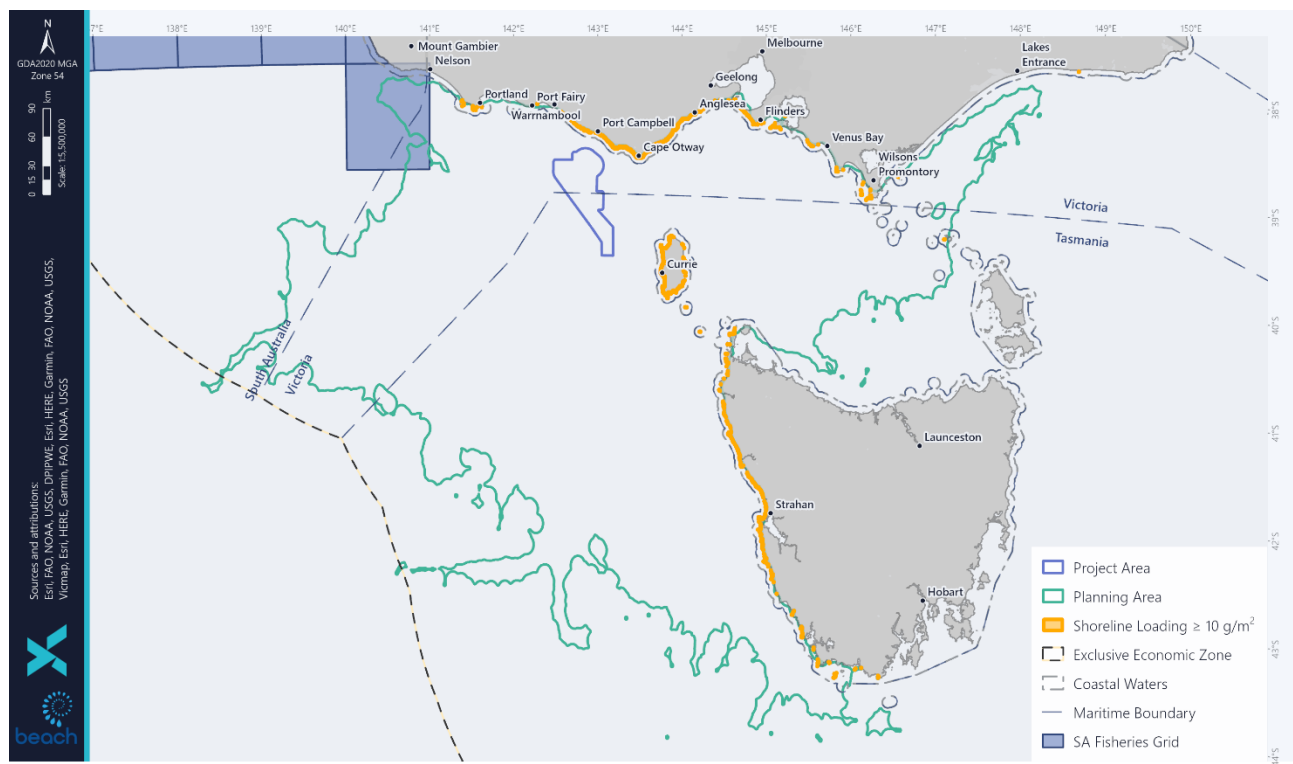 7°E
138°E
139°E
140°E
141°E
142°E
143°E
144°E
145°E
146°E
147°E
148°E
149°E
150°E
N
GDA2020 MGA
Zone 54
0 15 30 60 90
km
Scale: 1:5,500,000
Sources and attributions:
Esri, FAO, NOAA, USGS, DPIPWE, Esri, HERE, Garmin, FAO, NOAA, USGS,
Vicmap, Esri, HERE, Garmin, FAO, NOAA, USGS
beach
Mount Gambier
Nelson
Portland
Port Fairy
Warrnambool
Port Campbell
Cape Otway
Melbourne
Geelong
Anglesea
Flinders
Venus Bay
Wilsons
Promontory
Lakes
Entrance
Victoria
Tasmania
Currie
South Australia
Victoria
Launceston
Strahan
Hobart
38°S
39°S
40°S
41°S
42°S
43°S
44°S
Project Area
Planning Area
Shoreline Loading ≥ 10 g/m²
Exclusive Economic Zone
Coastal Waters
Maritime Boundary
SA Fisheries Grid